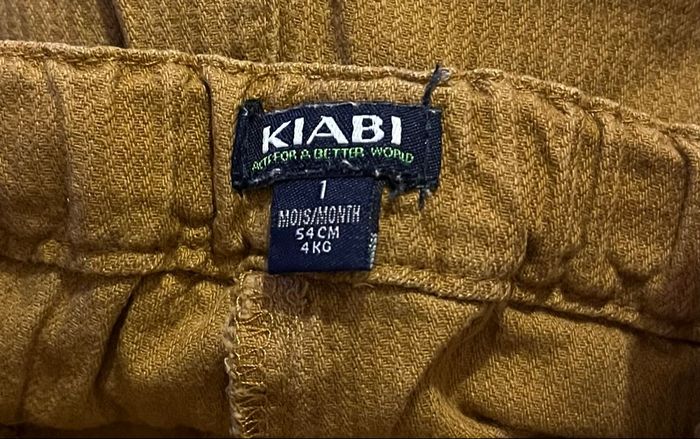 KIABI
ACT FOR A BETTER WORLD
1
MOIS/MONTH
54CM
4KG